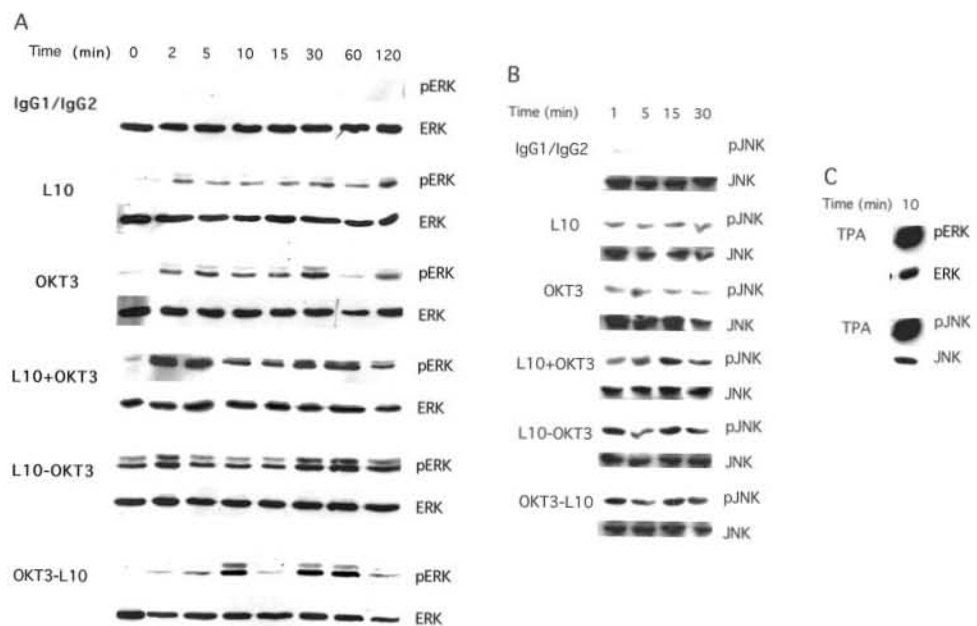 A
Time (min) 0 2 5 10 15 30 60 120
pERK
IgG1/IgG2
ERK
L10
pERK
ERK
OKT3
pERK
ERK
L10+OKT3
pERK
ERK
L10-OKT3
pERK
ERK
OKT3-L10
pERK
ERK
B
Time (min) 1 5 15 30
IgG1/IgG2 pJNK
JNK
L10 pJNK
JNK
OKT3 pJNK
JNK
L10+OKT3 pJNK
JNK
L10-OKT3 pJNK
JNK
OKT3-L10 pJNK
JNK
C
Time (min) 10
TPA pERK
ERK
TPA pJNK
JNK